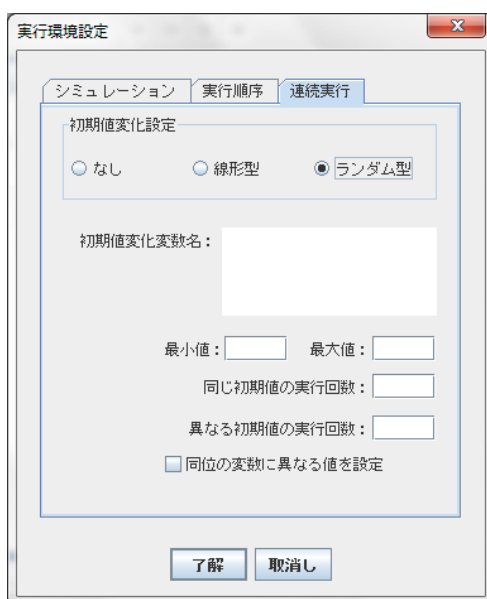 実行環境設定
シミュレーション 実行順序 連続実行
初期値変化設定
なし 線形型 ランダム型
初期値変化変数名：
最小値： 最大値：
同じ初期値の実行回数：
異なる初期値の実行回数：
同位の変数に異なる値を設定
了解 取消し